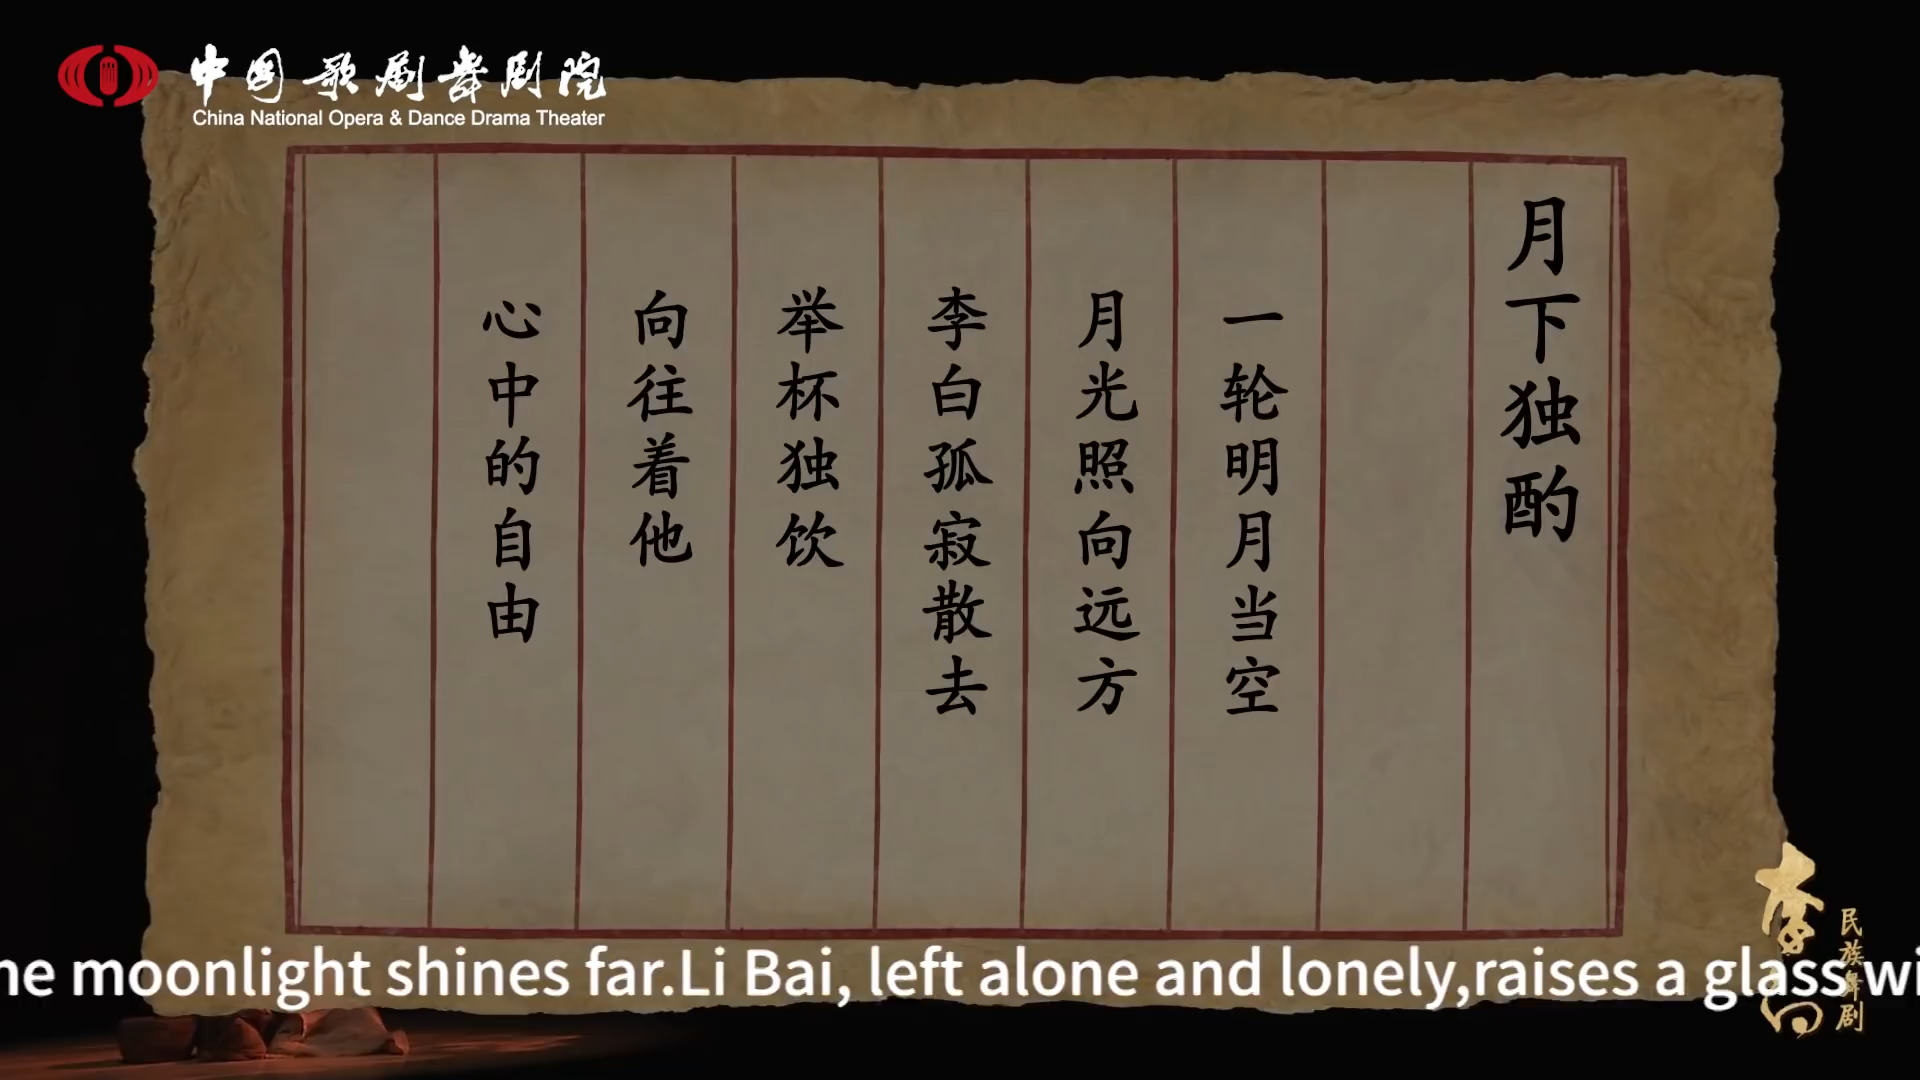 中国歌剧舞剧院
China National Opera & Dance Drama Theater
月下独酌
一轮明月当空
月光照向远方
李白孤寂散去
举杯独饮
向往着他
心中的自由
he moonlight shines far.Li Bai, left alone and lonely,raises a glass wi
李白
民族舞剧